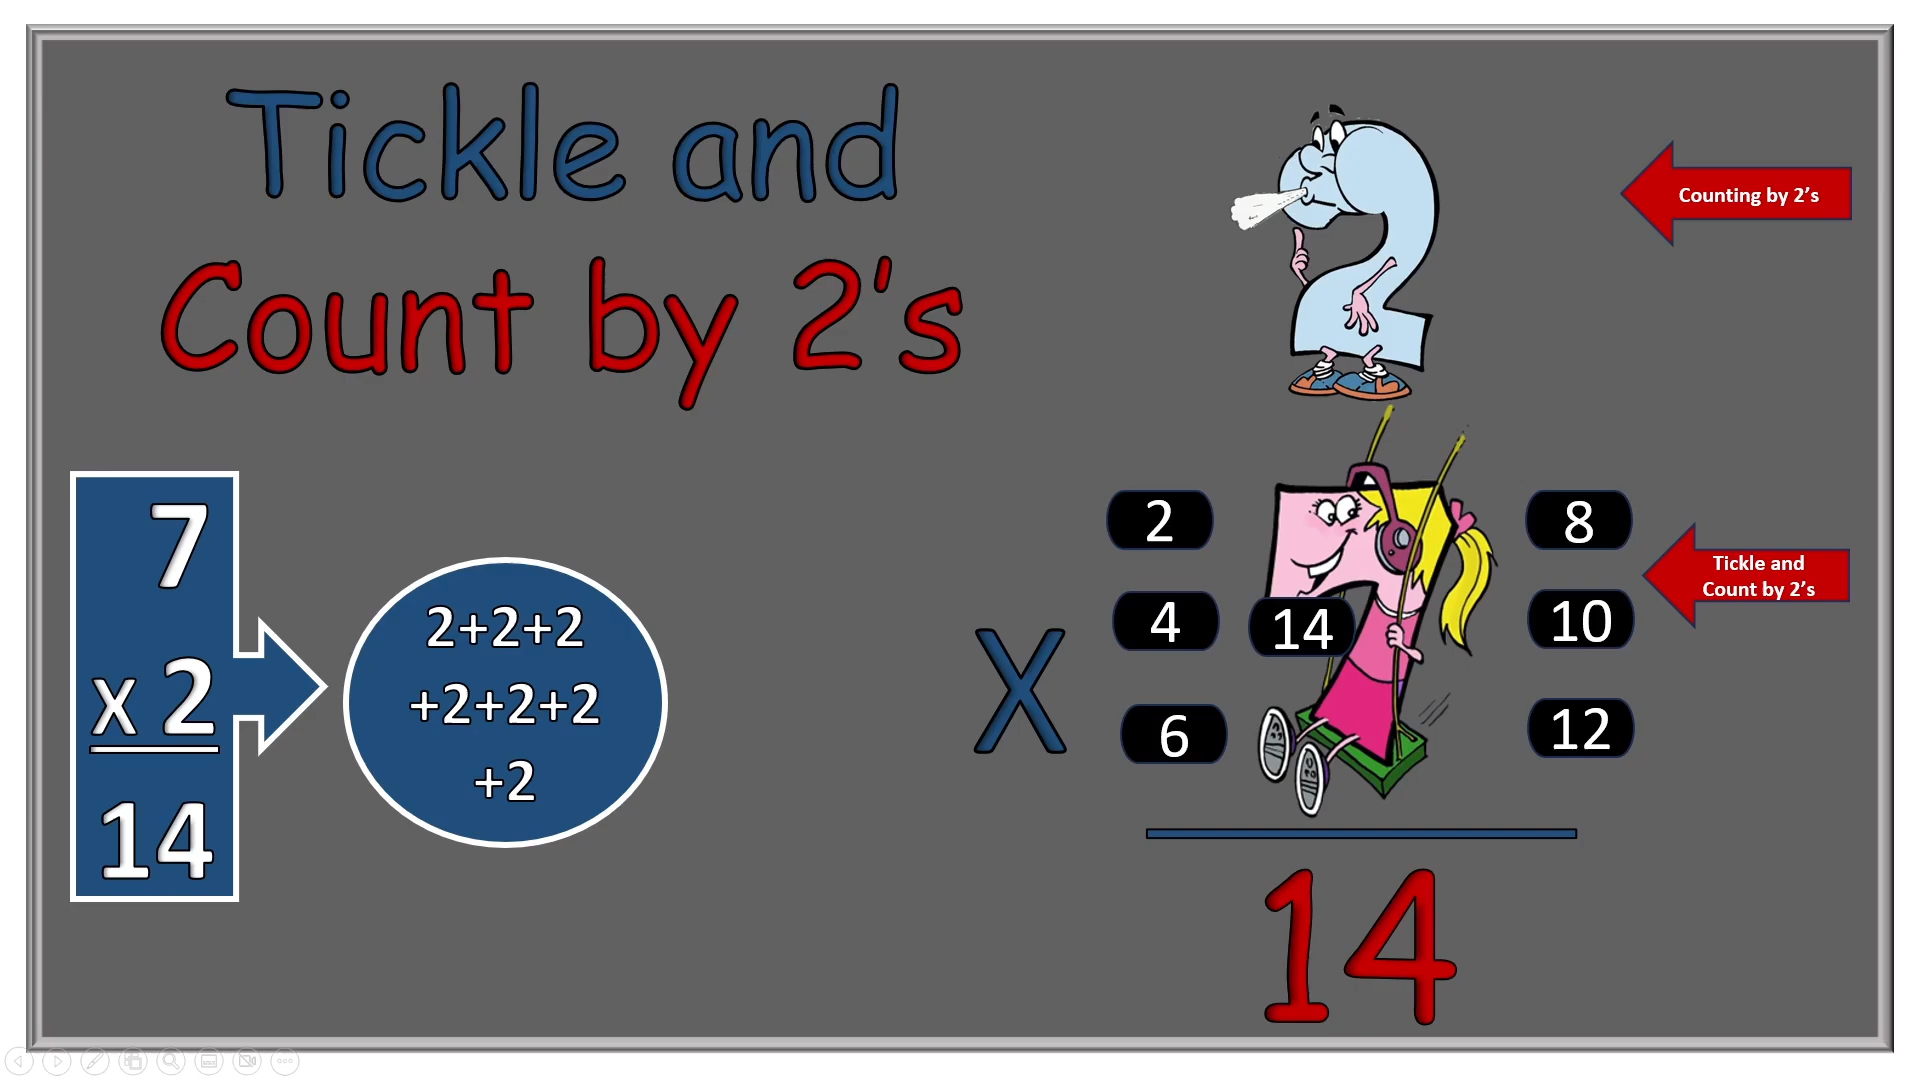 Tickle and
Count by 2's
Counting by 2's
7
x 2
14
2+2+2
+2+2+2
+2
X
2
4
6
14
8
10
12
Tickle and
Count by 2's
14